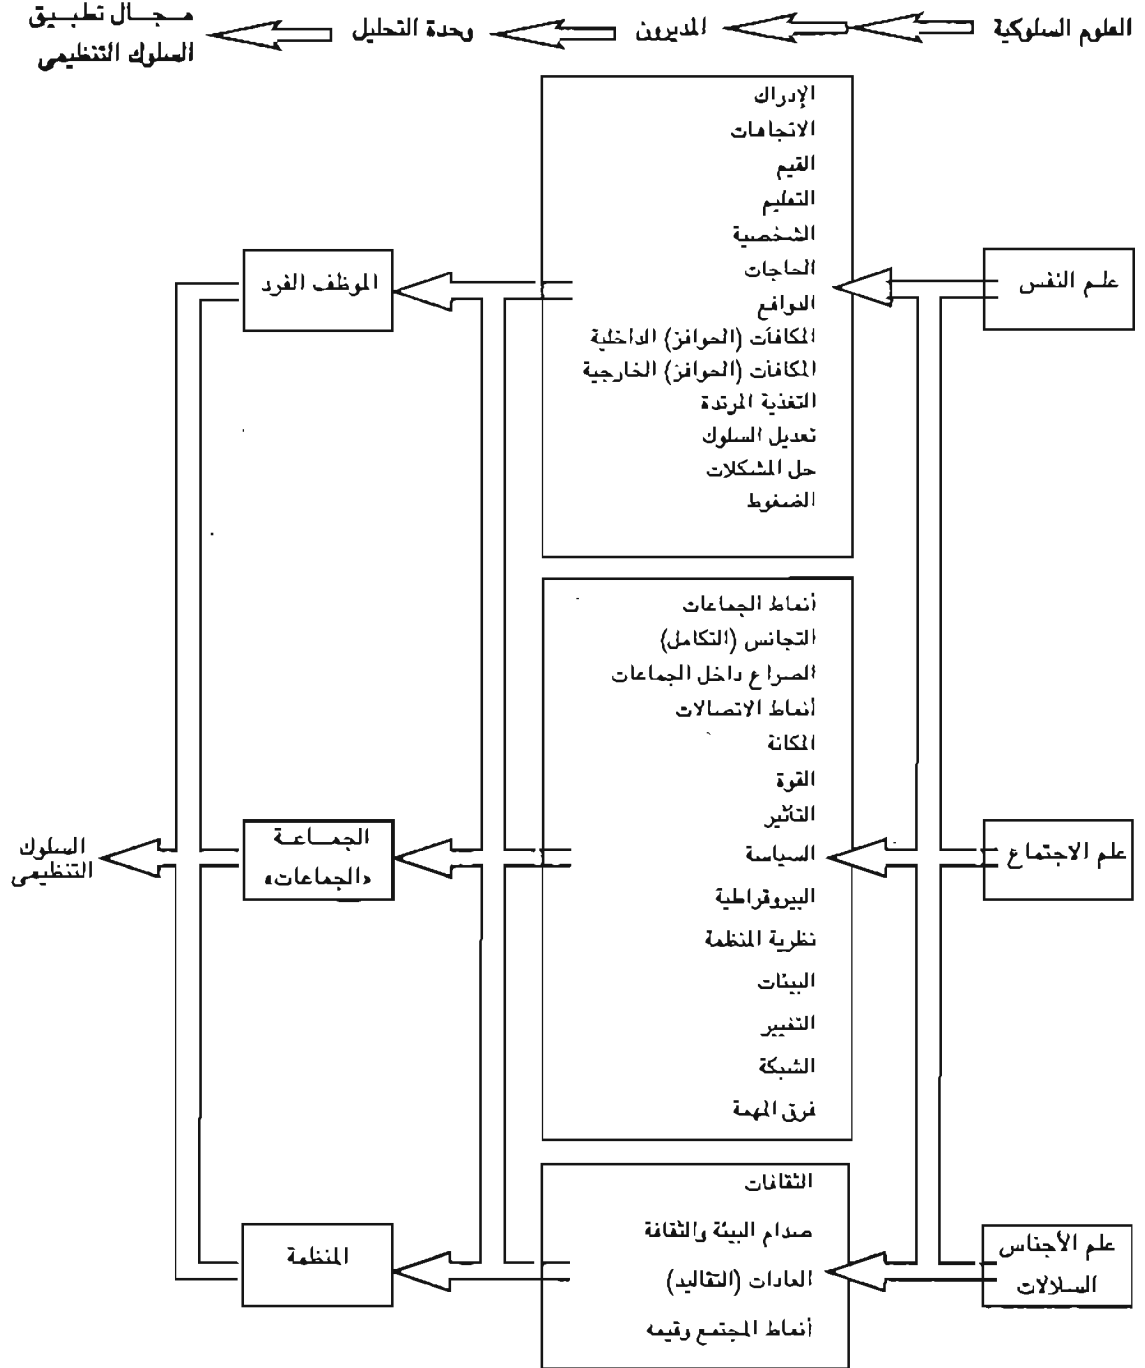 العلوم السلوكية
المديرون
وحدة التحليل
مجال تطبيق
السلوك التنظيمى
علم النفس
الإدراك
الاتجاهات
القيم
التعليم
الشخصية
الحاجات
الدوافع
المكافآت (الحوافز) الداخلية
المكافآت (الحوافز) الخارجية
التغذية المرتدة
تعديل السلوك
حل المشكلات
الضغوط
الموظف الفرد
علم الاجتماع
أنماط الجماعات
التجانس (التكامل)
الصراع داخل الجماعات
أنماط الاتصالات
المكانة
القوة
التأثير
السياسة
البيروقراطية
نظرية المنظمة
البيئات
التغيير
الشبكة
فرق المهمة
الجماعة
«الجماعات»
السلوك
التنظيمى
علم الأجناس
السلالات
الثقافات
صدام البيئة والثقافة
العادات (التقاليد)
أنماط المجتمع وقيمه
المنظمة